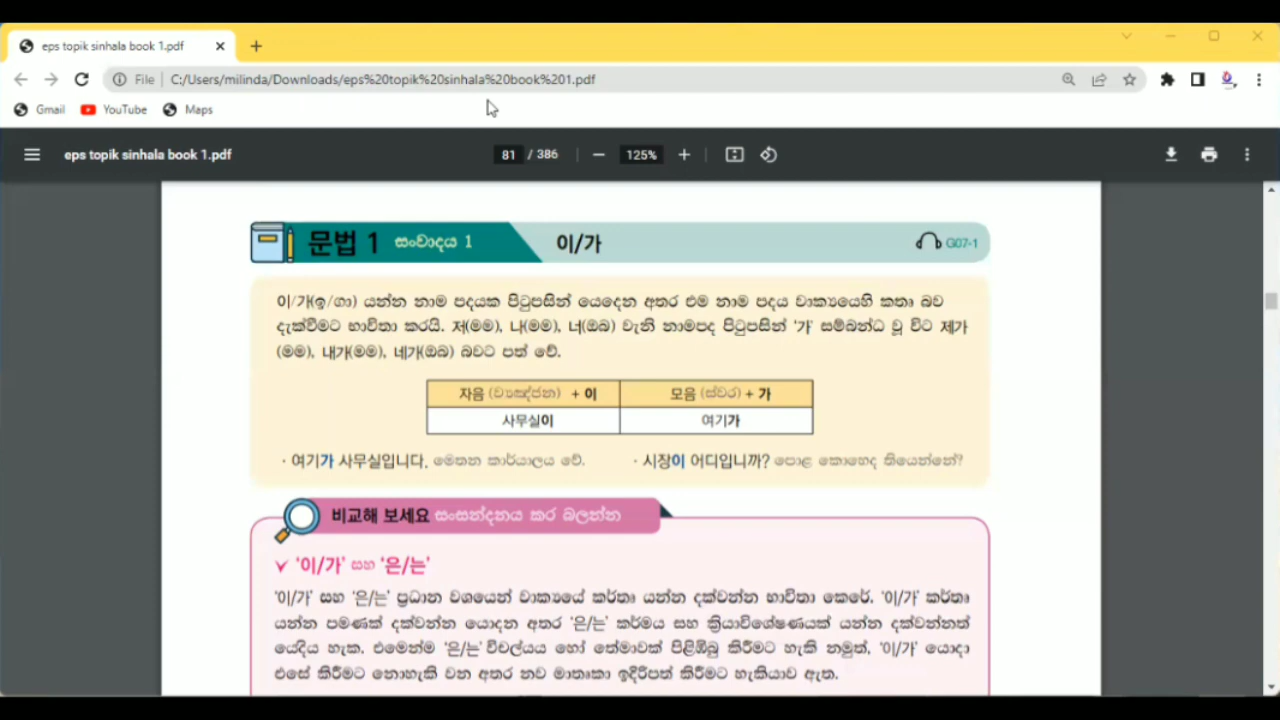 eps topik sinhala book 1.pdf
File C:/Users/milinda/Downloads/eps%20topik%20sinhala%20book%201.pdf
Gmail YouTube Maps
eps topik sinhala book 1.pdf 81 / 386 125%
문법 1 සංවාදය 1 이/가 G07-1
이/가(ඉ/ගා) යන්න නාම පදයක පිටුපසින් යෙදෙන අතර එම නාම පදය වාක්‍යයෙහි කතෘ බව
දැක්වීමට භාවිතා කරයි. 저(මම), 나(මම), 너(ඔබ) වැනි නාමපද පිටුපසින් '가' සම්බන්ධ වූ විට 제가
(මම), 내가(මම), 네가(ඔබ) බවට පත් වේ.
자음 (ව්‍යඤ්ජන) + 이 모음 (ස්වර) + 가
사무실이 여기가
· 여기가 사무실입니다. මෙතන කාර්යාලය වේ. · 시장이 어디입니까? පොළ කොහෙද තියෙන්නේ?
비교해 보세요 සංසන්දනය කර බලන්න
'이/가' සහ '은/는'
'이/가' සහ '은/는' ප්‍රධාන වශයෙන් වාක්‍යයේ කර්තෘ යන්න දක්වන්න භාවිතා කෙරේ. '이/가' කර්තෘ
යන්න පමණක් දක්වන්න යොදන අතර '은/는' කර්මය සහ ක්‍රියාවිශේෂණයක් යන්න දක්වන්නත්
යෙදිය හැක. එමෙන්ම '은/는' විචල්‍යය හෝ තේමාවක් පිළිඹිබු කිරීමට හැකි නමුත්, '이/가' යොදා
එසේ කිරීමට නොහැකි වන අතර නව මාතෘකා ඉදිරිපත් කිරීමට හැකියාව ඇත.